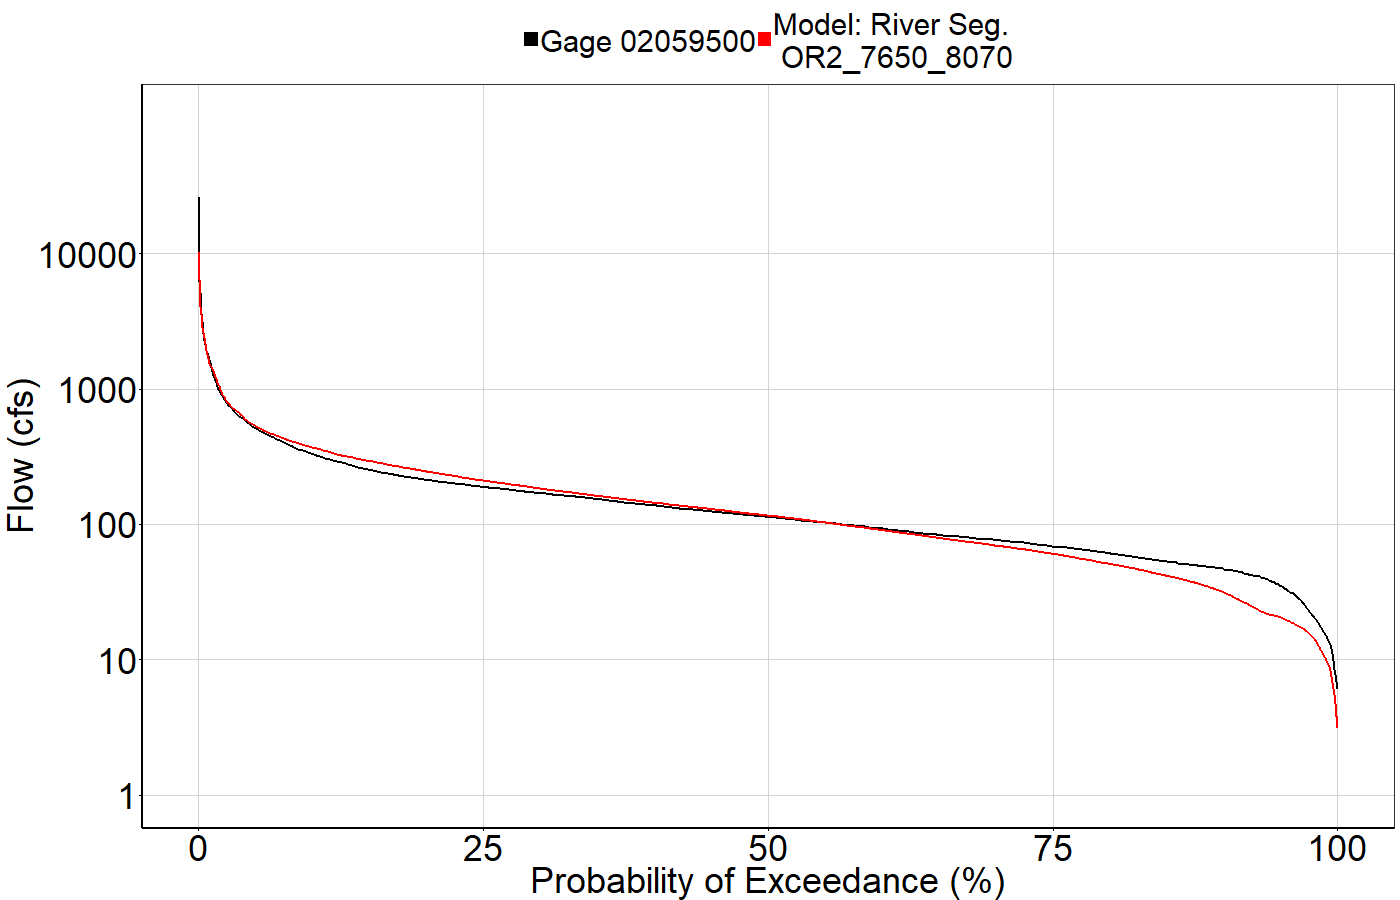 Gage 02059500
Model: River Seg.
OR2_7650_8070
Flow (cfs)
10000
1000
100
10
1
0 25 50 75 100
Probability of Exceedance (%)